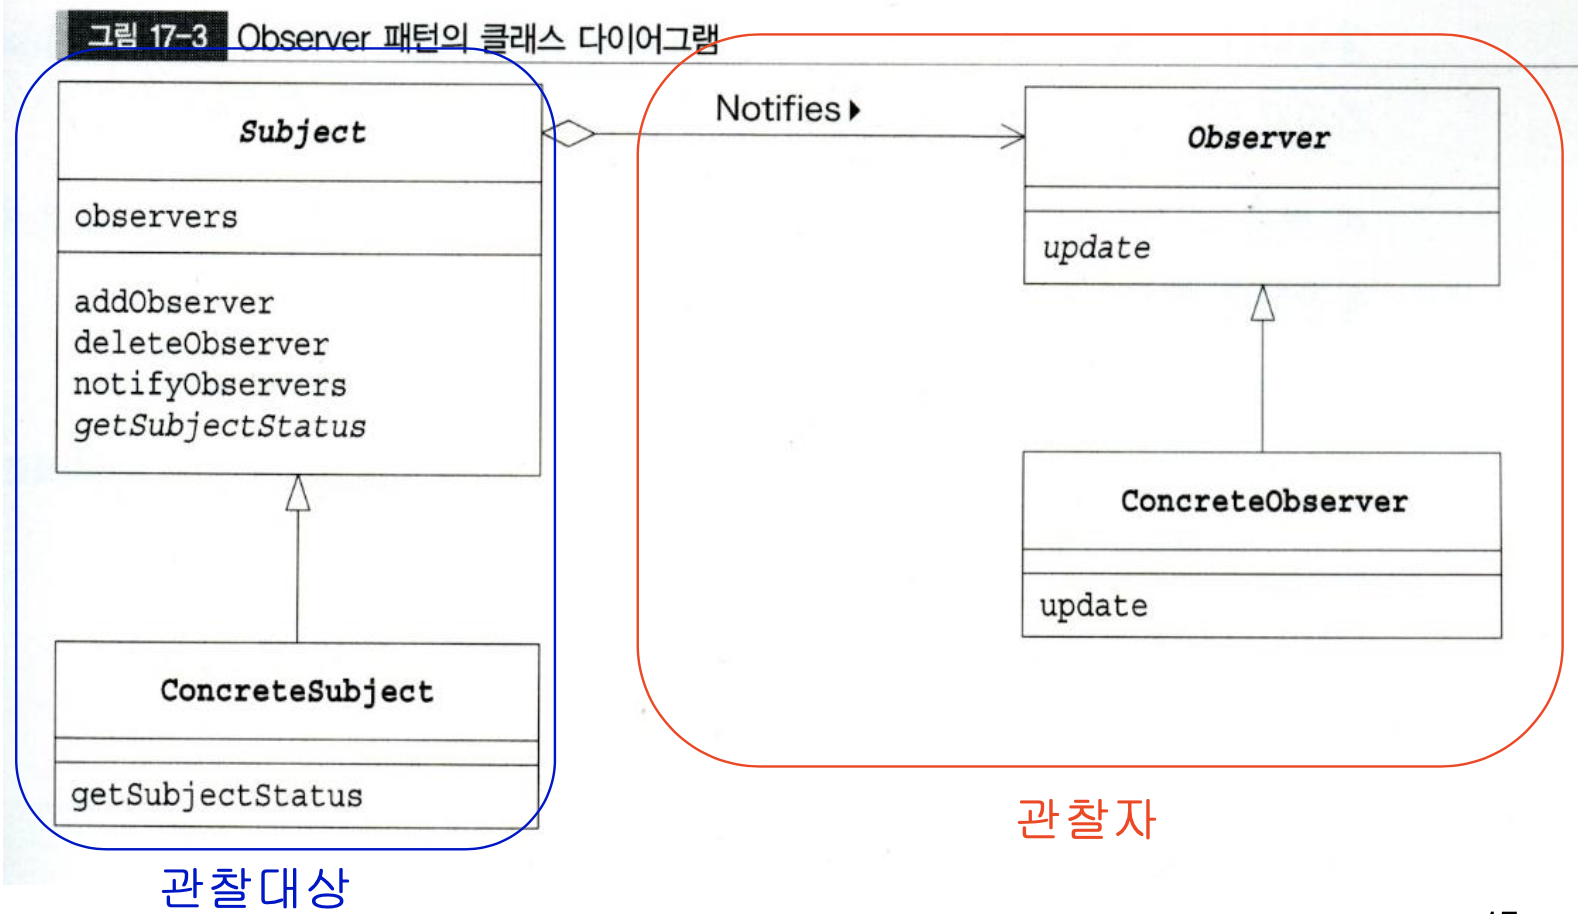 그림 17-3 Observer 패턴의 클래스 다이어그램
Subject
observers
addObserver
deleteObserver
notifyObservers
getSubjectStatus
Notifies
Observer
update
ConcreteObserver
update
ConcreteSubject
getSubjectStatus
관찰대상
관찰자